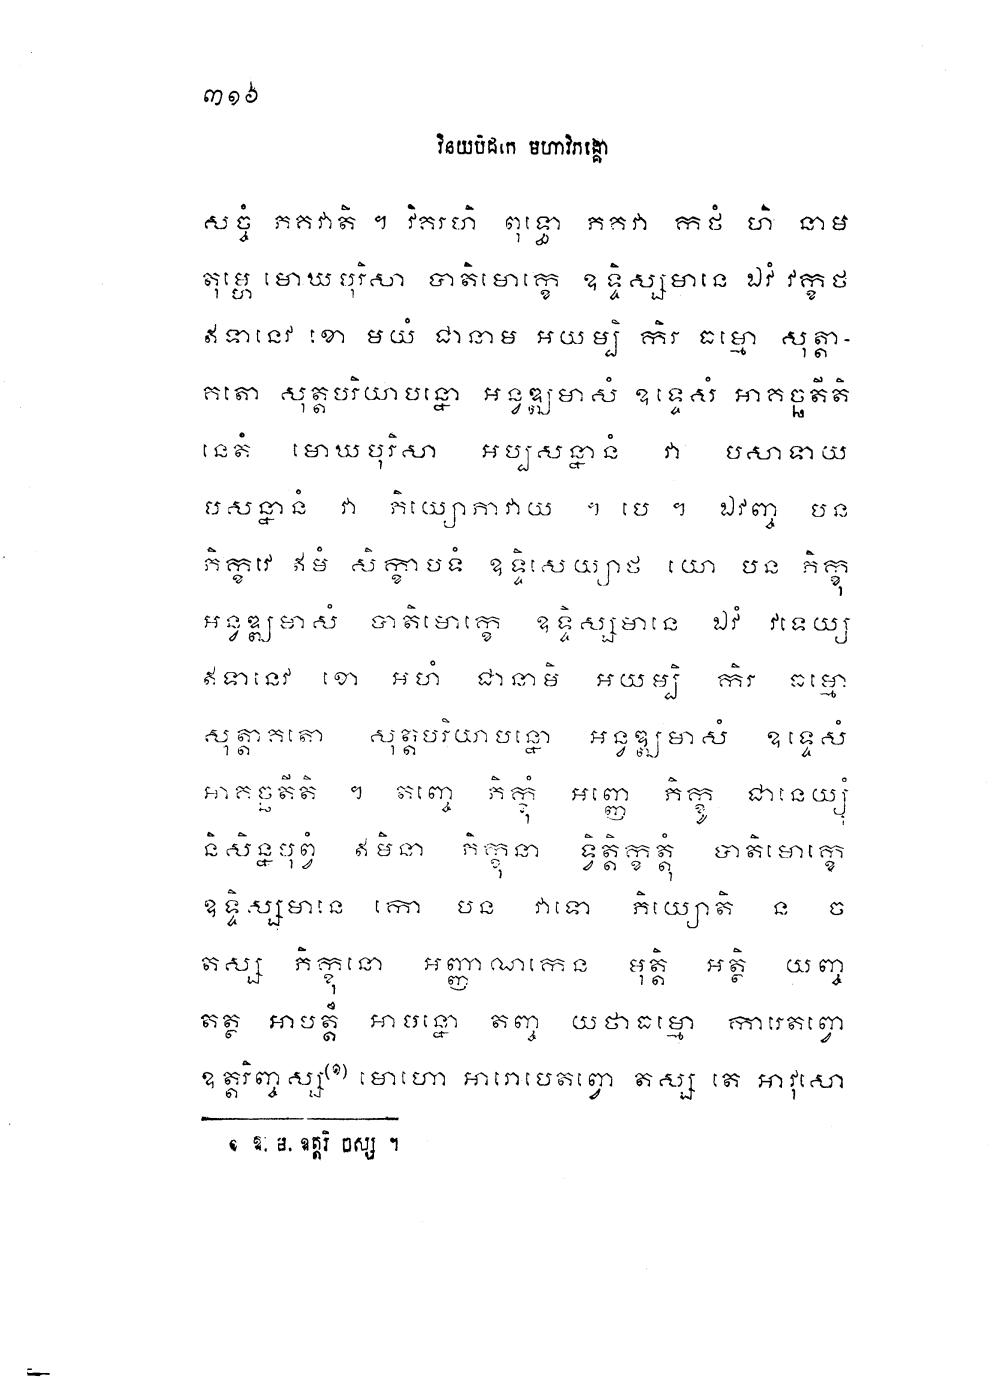 ៣១៦
វិនយបិដកេ មហាវិភង្គោ
សច្ចំ ភគវាតិ ។ វិគរហិ ពុទ្ធោ ភគវា កថំ ហិ នាម
តុម្ហេ មោឃបុរិសា បាតិមោក្ខេ ឧទ្ទិស្សមានេ ឯវំ វក្ខថ
ឥទានេវ ខោ មយំ ជានាម អយម្បិ កិរ ធម្មោ សុត្តា-
គតោ សុត្តបរិយាបន្នោ អន្វឌ្ឍមាសំ ឧទ្ទេសំ អាគច្ឆតីតិ
នេតំ មោឃបុរិសា អប្បសន្នានំ វា បសាទាយ
បសន្នានំ វា ភិយ្យោភាវាយ ។ បេ ។ ឯវញ្ច បន
ភិក្ខវេ ឥមំ សិក្ខាបទំ ឧទ្ទិសេយ្យាថ យោ បន ភិក្ខុ
អន្វឌ្ឍមាសំ បាតិមោក្ខេ ឧទ្ទិស្សមានេ ឯវំ វទេយ្យ
ឥទានេវ ខោ អហំ ជានាមិ អយម្បិ កិរ ធម្មោ
សុត្តាគតោ សុត្តបរិយាបន្នោ អន្វឌ្ឍមាសំ ឧទ្ទេសំ
អាគច្ឆតីតិ ។ តញ្ចេ ភិក្ខុំ អញ្ញេ ភិក្ខូ ជានេយ្យុំ
និសិន្នបុព្វំ ឥមិនា ភិក្ខុនា ទ្វិត្តិក្ខត្តុំ បាតិមោក្ខេ
ឧទ្ទិស្សមានេ កោ បន វាទោ ភិយ្យោតិ ន ច
តស្ស ភិក្ខុនោ អញ្ញាណកេន មុត្តិ អត្ថិ យញ្ច
តត្ថ អាបត្តឹ អាបន្នោ តញ្ច យថាធម្មោ ការេតព្វោ
ឧត្តរិញ្ចស្ស(១) មោហោ អារោបេតព្វោ តស្ស តេ អាវុសោ
១ ឱ. ម. ឧត្តរិ ចស្ស ។